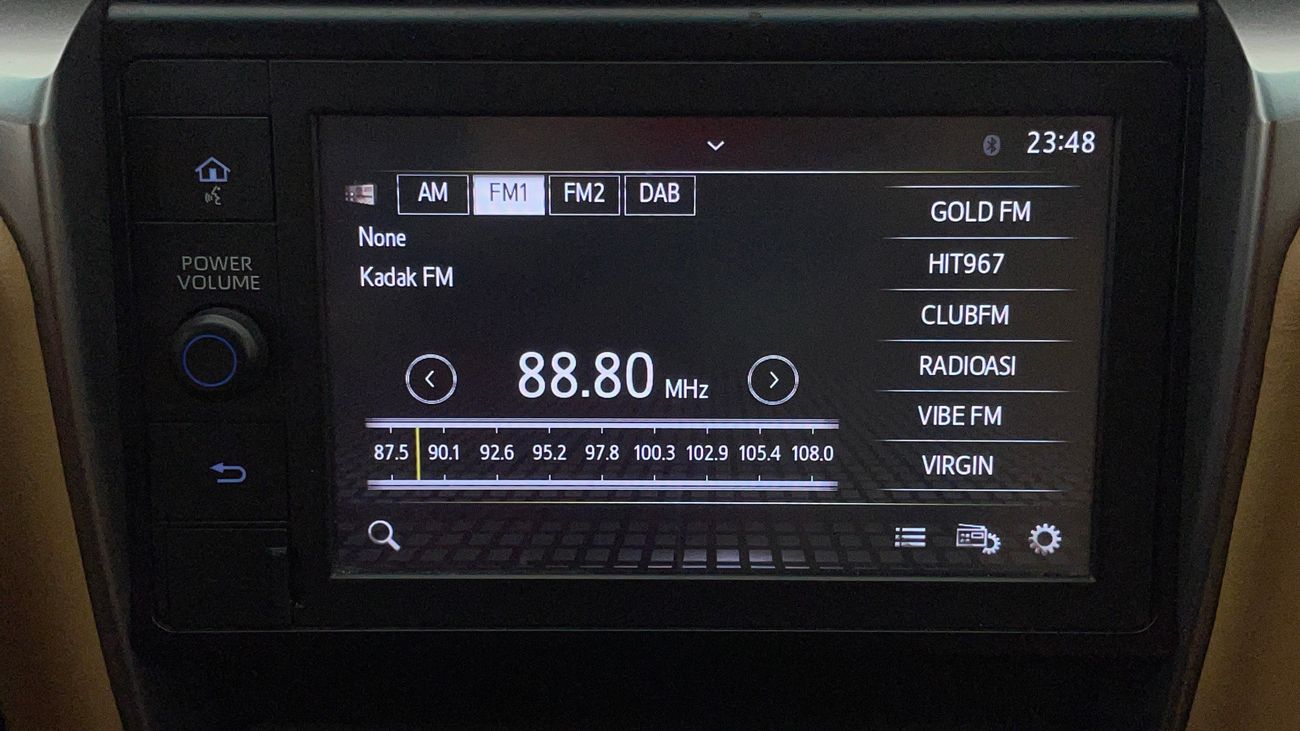 23:48
AM FM1 FM2 DAB
None
Kadak FM
POWER
VOLUME
88.80 MHz
87.5 90.1 92.6 95.2 97.8 100.3 102.9 105.4 108.0
GOLD FM
HIT967
CLUBFM
RADIOASI
VIBE FM
VIRGIN